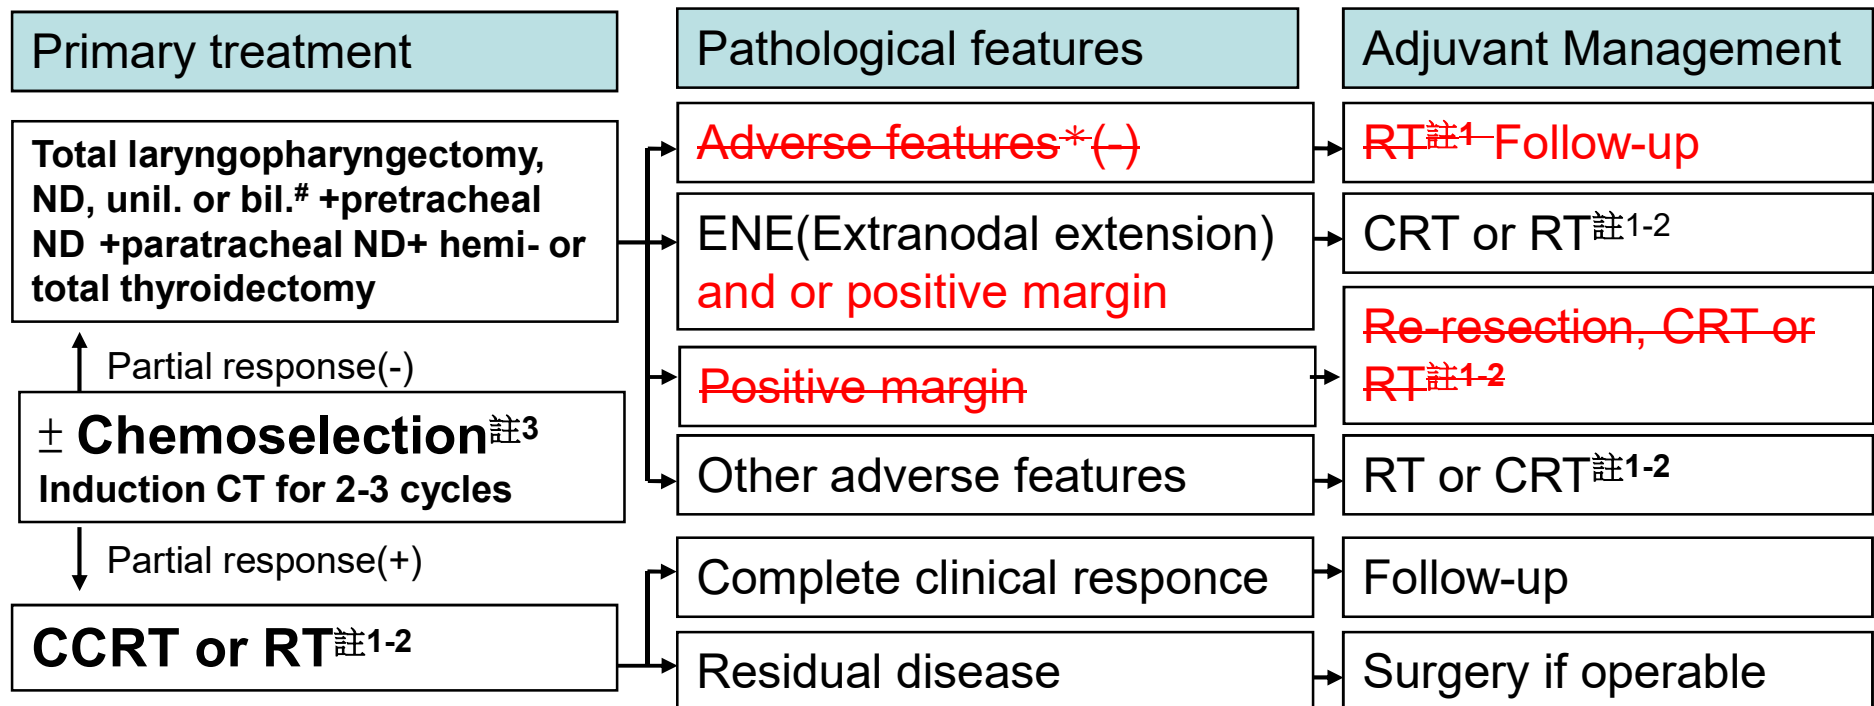 Primary treatment
Pathological features
Adjuvant Management
Total laryngopharyngectomy,
ND, unil. or bil.# +pretracheal
ND +paratracheal ND+ hemi- or
total thyroidectomy
Adverse features*(-)
RT註1 Follow-up
ENE(Extranodal extension)
and or positive margin
CRT or RT註1-2
Positive margin
Re-resection, CRT or
RT註1-2
Other adverse features
RT or CRT註1-2
Partial response(-)
± Chemoselection註3
Induction CT for 2-3 cycles
Partial response(+)
CCRT or RT註1-2
Complete clinical responce
Follow-up
Residual disease
Surgery if operable